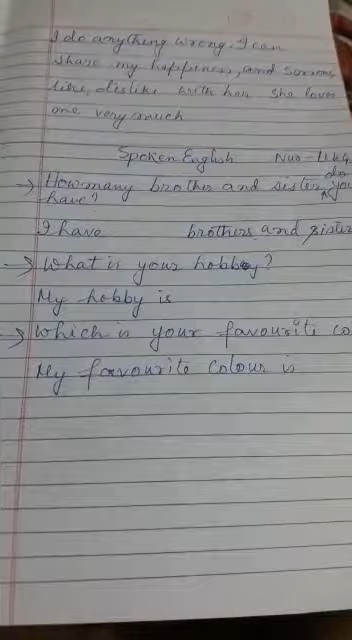 I do anything wrong. I can
share my happiness, and sorrows
like, dislike with her she loves
me very much
Spoken English
do
→ How many brother and sister you
have?
I have brothers and sister
→ What is your hobby?
My hobby is
→ Which is your favourite co
My favourite colour is